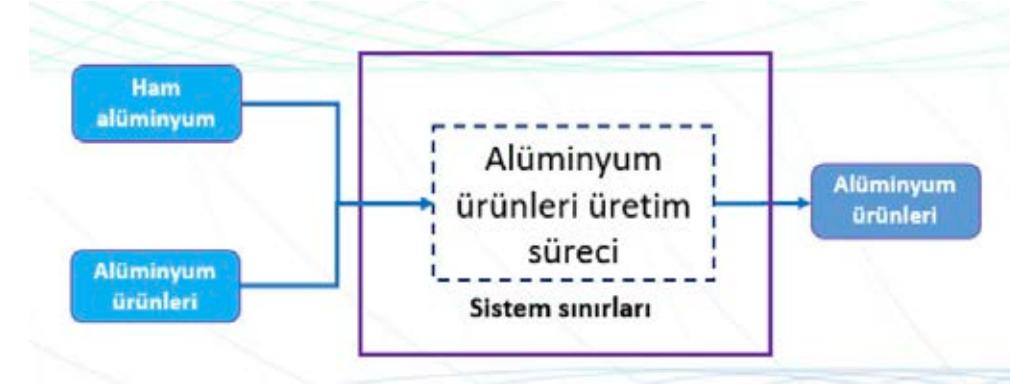 Ham
alüminyum
Alüminyum
ürünleri
Alüminyum
ürünleri üretim
süreci
Sistem sınırları
Alüminyum
ürünleri